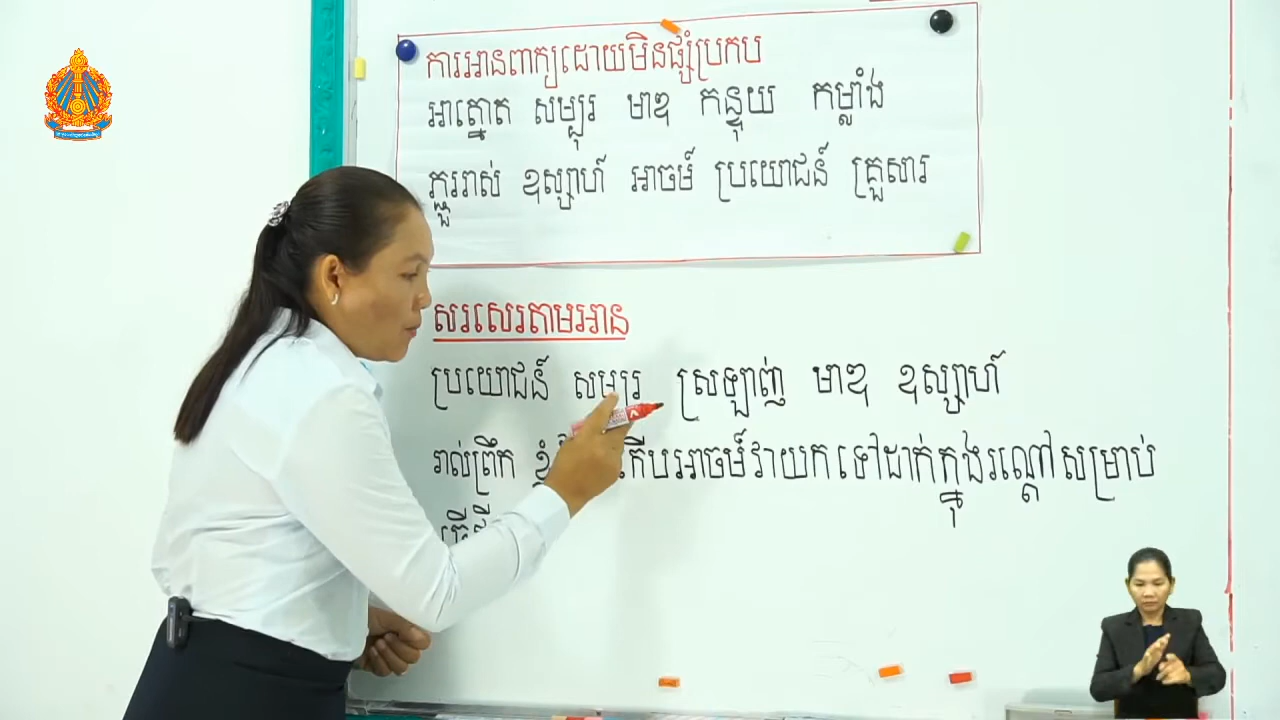 ការអានពាក្យដោយមិនផ្សំប្រកប
អាត្នោត សម្បុរ មាឌ កន្ទុយ កម្លាំង
ភ្ជួររាស់ ឧស្សាហ៍ អាចម៍ ប្រយោជន៍ គ្រួសារ
សរសេរតាមអាន
ប្រយោជន៍ សម្បុរ ស្រឡាញ់ មាឌ ឧស្សាហ៍
រាល់ព្រឹក ខ្ញុំ កើបអាចម៍វាយកទៅដាក់ក្នុងរណ្ដៅសម្រាប់
ធ្វើជី